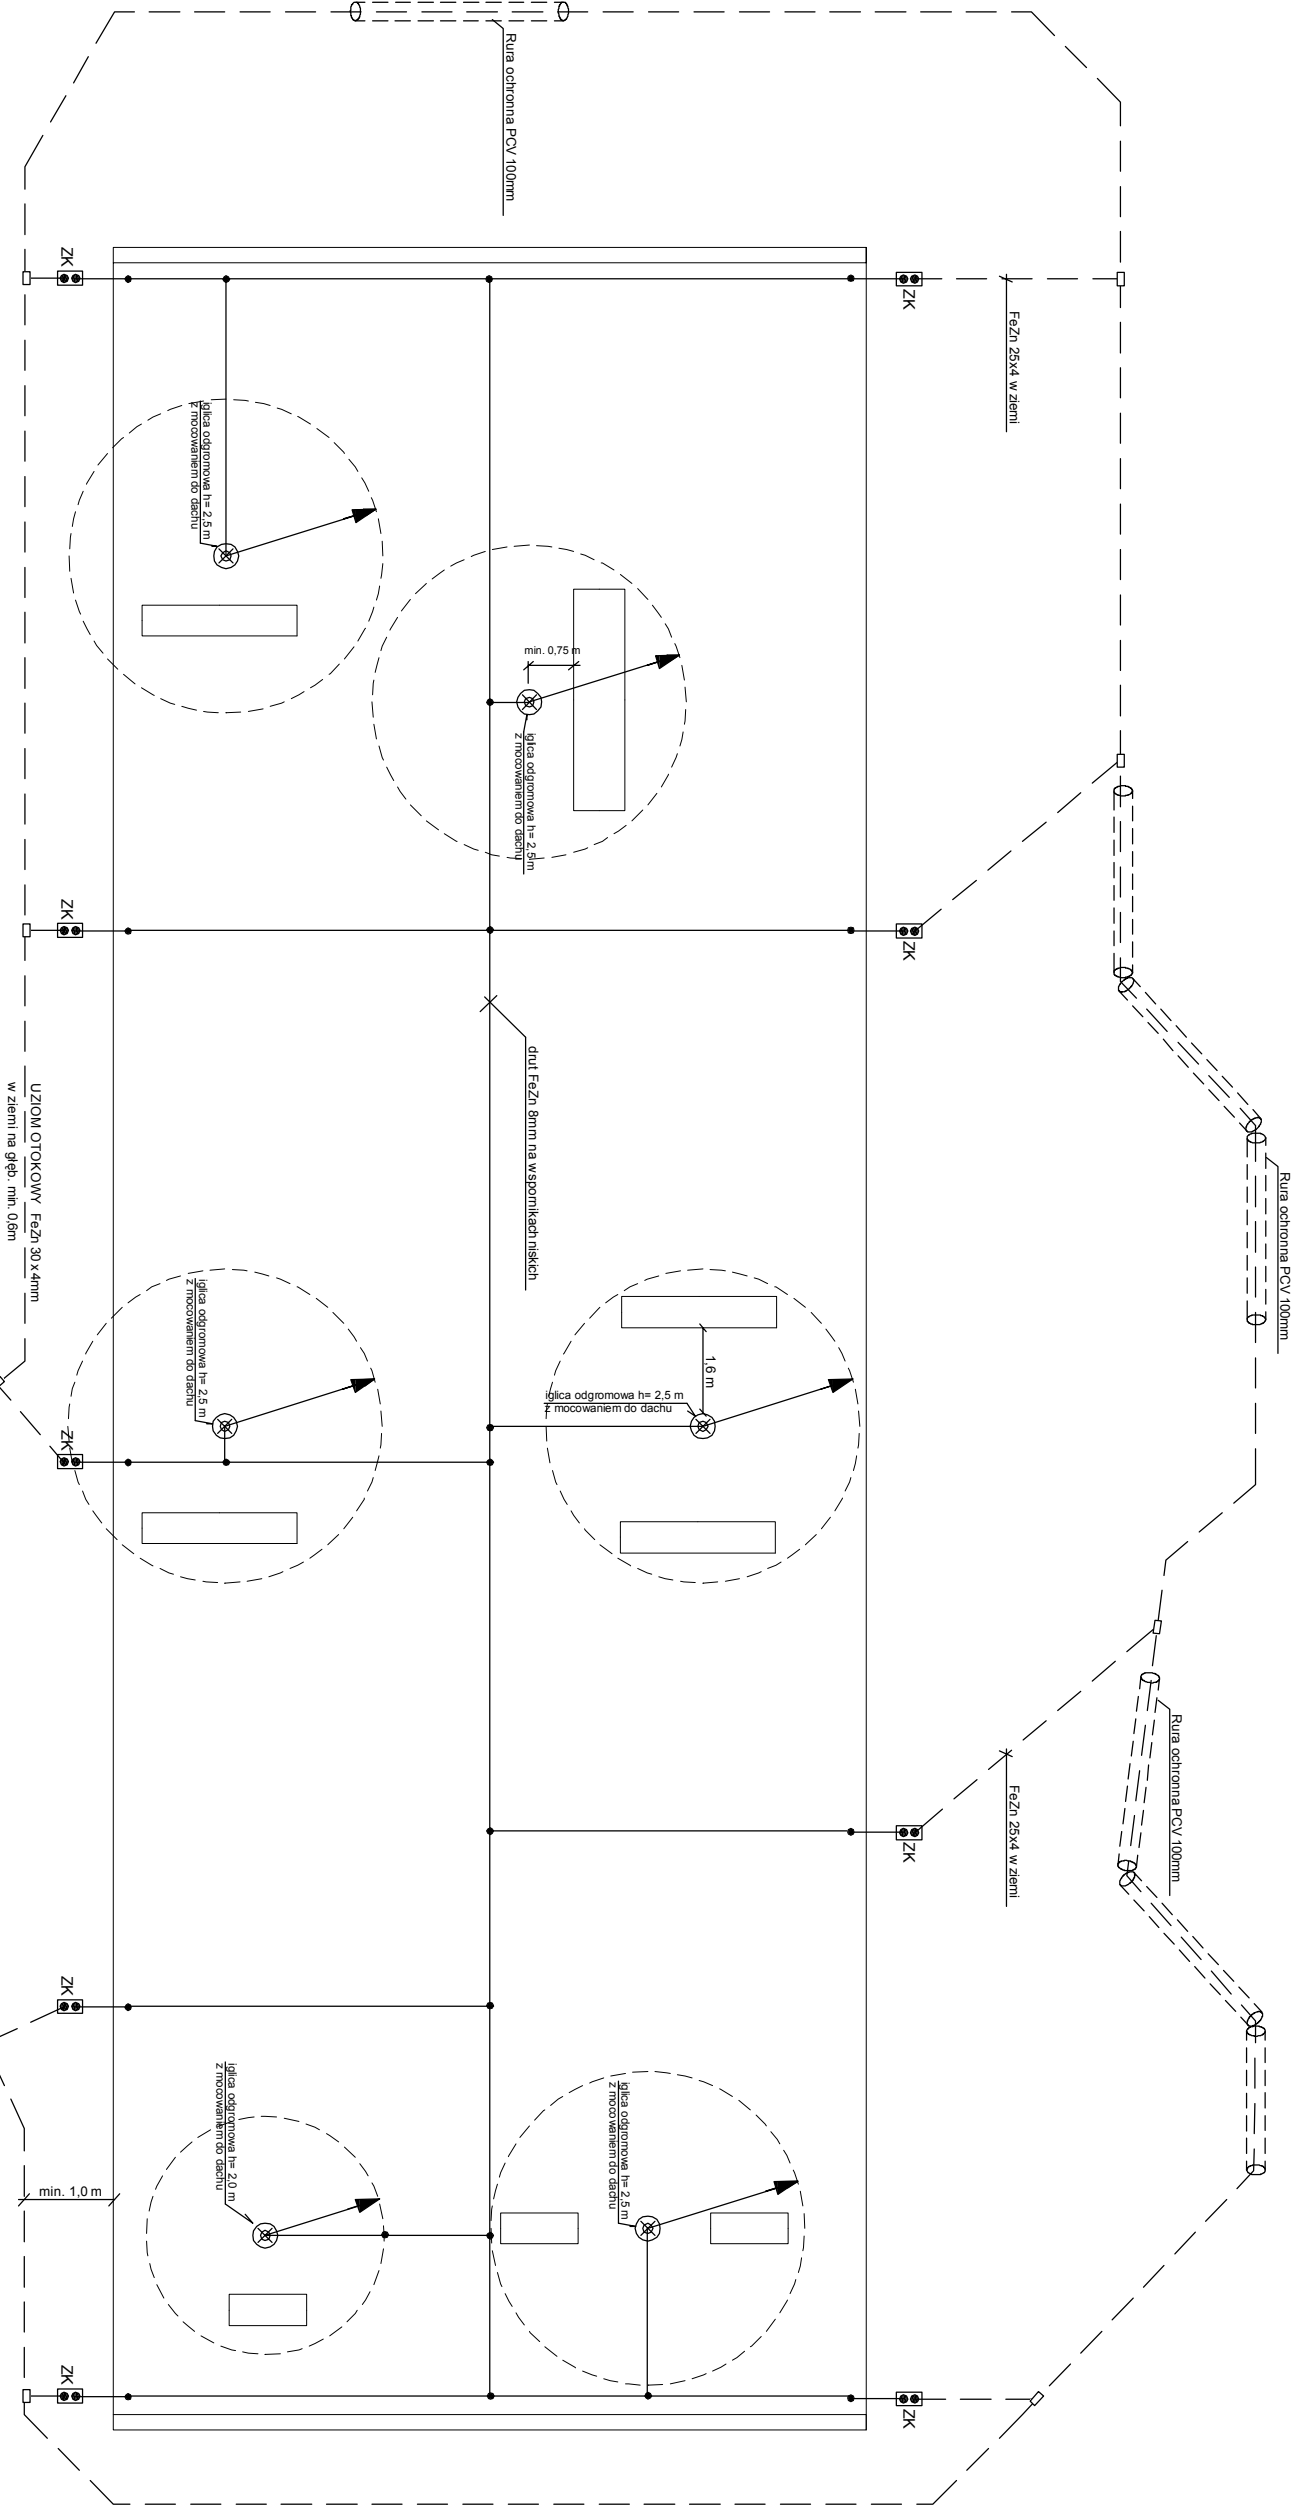 Rura ochronna PCV 100mm
ZK
ZK
FeZn 25x4 w ziemi
iglica odgromowa h= 2,5 m
z mocowaniem do dachu
min. 0,75 m
iglica odgromowa h= 2,5 m
z mocowaniem do dachu
ZK
ZK
drut FeZn 8mm na wspornikach niskich
UZIOM OTOKOWY FeZn 30 x 4mm
w ziemi na głęb. min. 0,6m
Rura ochronna PCV 100mm
iglica odgromowa h= 2,5 m
z mocowaniem do dachu
1,6 m
iglica odgromowa h= 2,5 m
z mocowaniem do dachu
ZK
Rura ochronna PCV 100mm
FeZn 25x4 w ziemi
ZK
ZK
iglica odgromowa h= 2,0 m
z mocowaniem do dachu
iglica odgromowa h= 2,5 m
z mocowaniem do dachu
min. 1,0 m
ZK
ZK